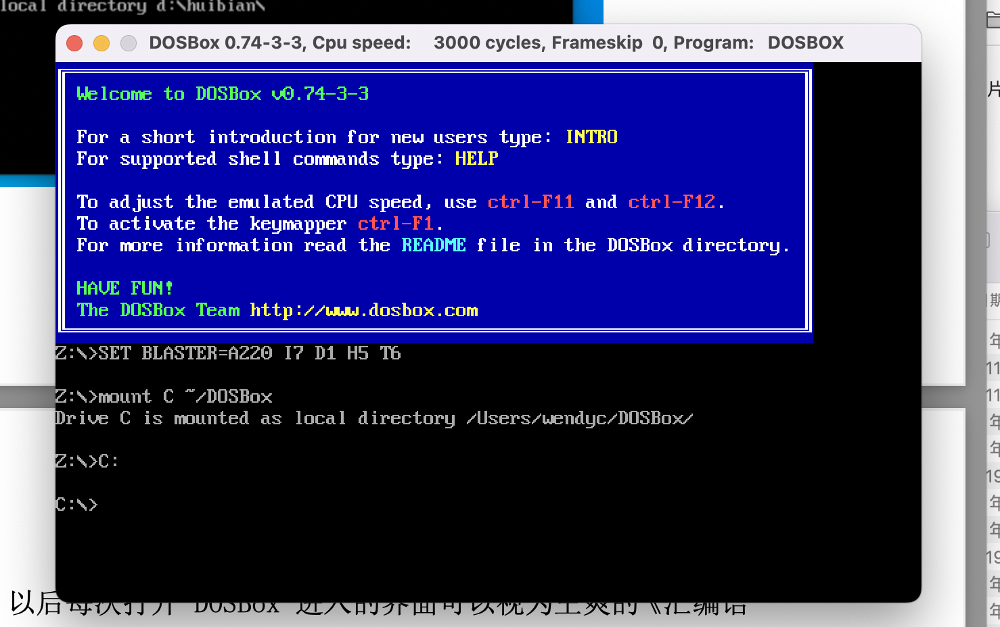 local directory d:\huibian\
DOSBox 0.74-3-3, Cpu speed: 3000 cycles, Frameskip 0, Program: DOSBOX
Welcome to DOSBox v0.74-3-3
For a short introduction for new users type: INTRO
For supported shell commands type: HELP
To adjust the emulated CPU speed, use ctrl-F11 and ctrl-F12.
To activate the keymapper ctrl-F1.
For more information read the README file in the DOSBox directory.
HAVE FUN!
The DOSBox Team http://www.dosbox.com
Z:\>SET BLASTER=A220 I7 D1 H5 T6
Z:\>mount C ~/DOSBox
Drive C is mounted as local directory /Users/wendyc/DOSBox/
Z:\>C:
C:\>
以后每次打开 DOSBox 进入的界面可以视为王爽的《汇编语
片
期
年
11
11
年
年
19
年
年
19
年
年